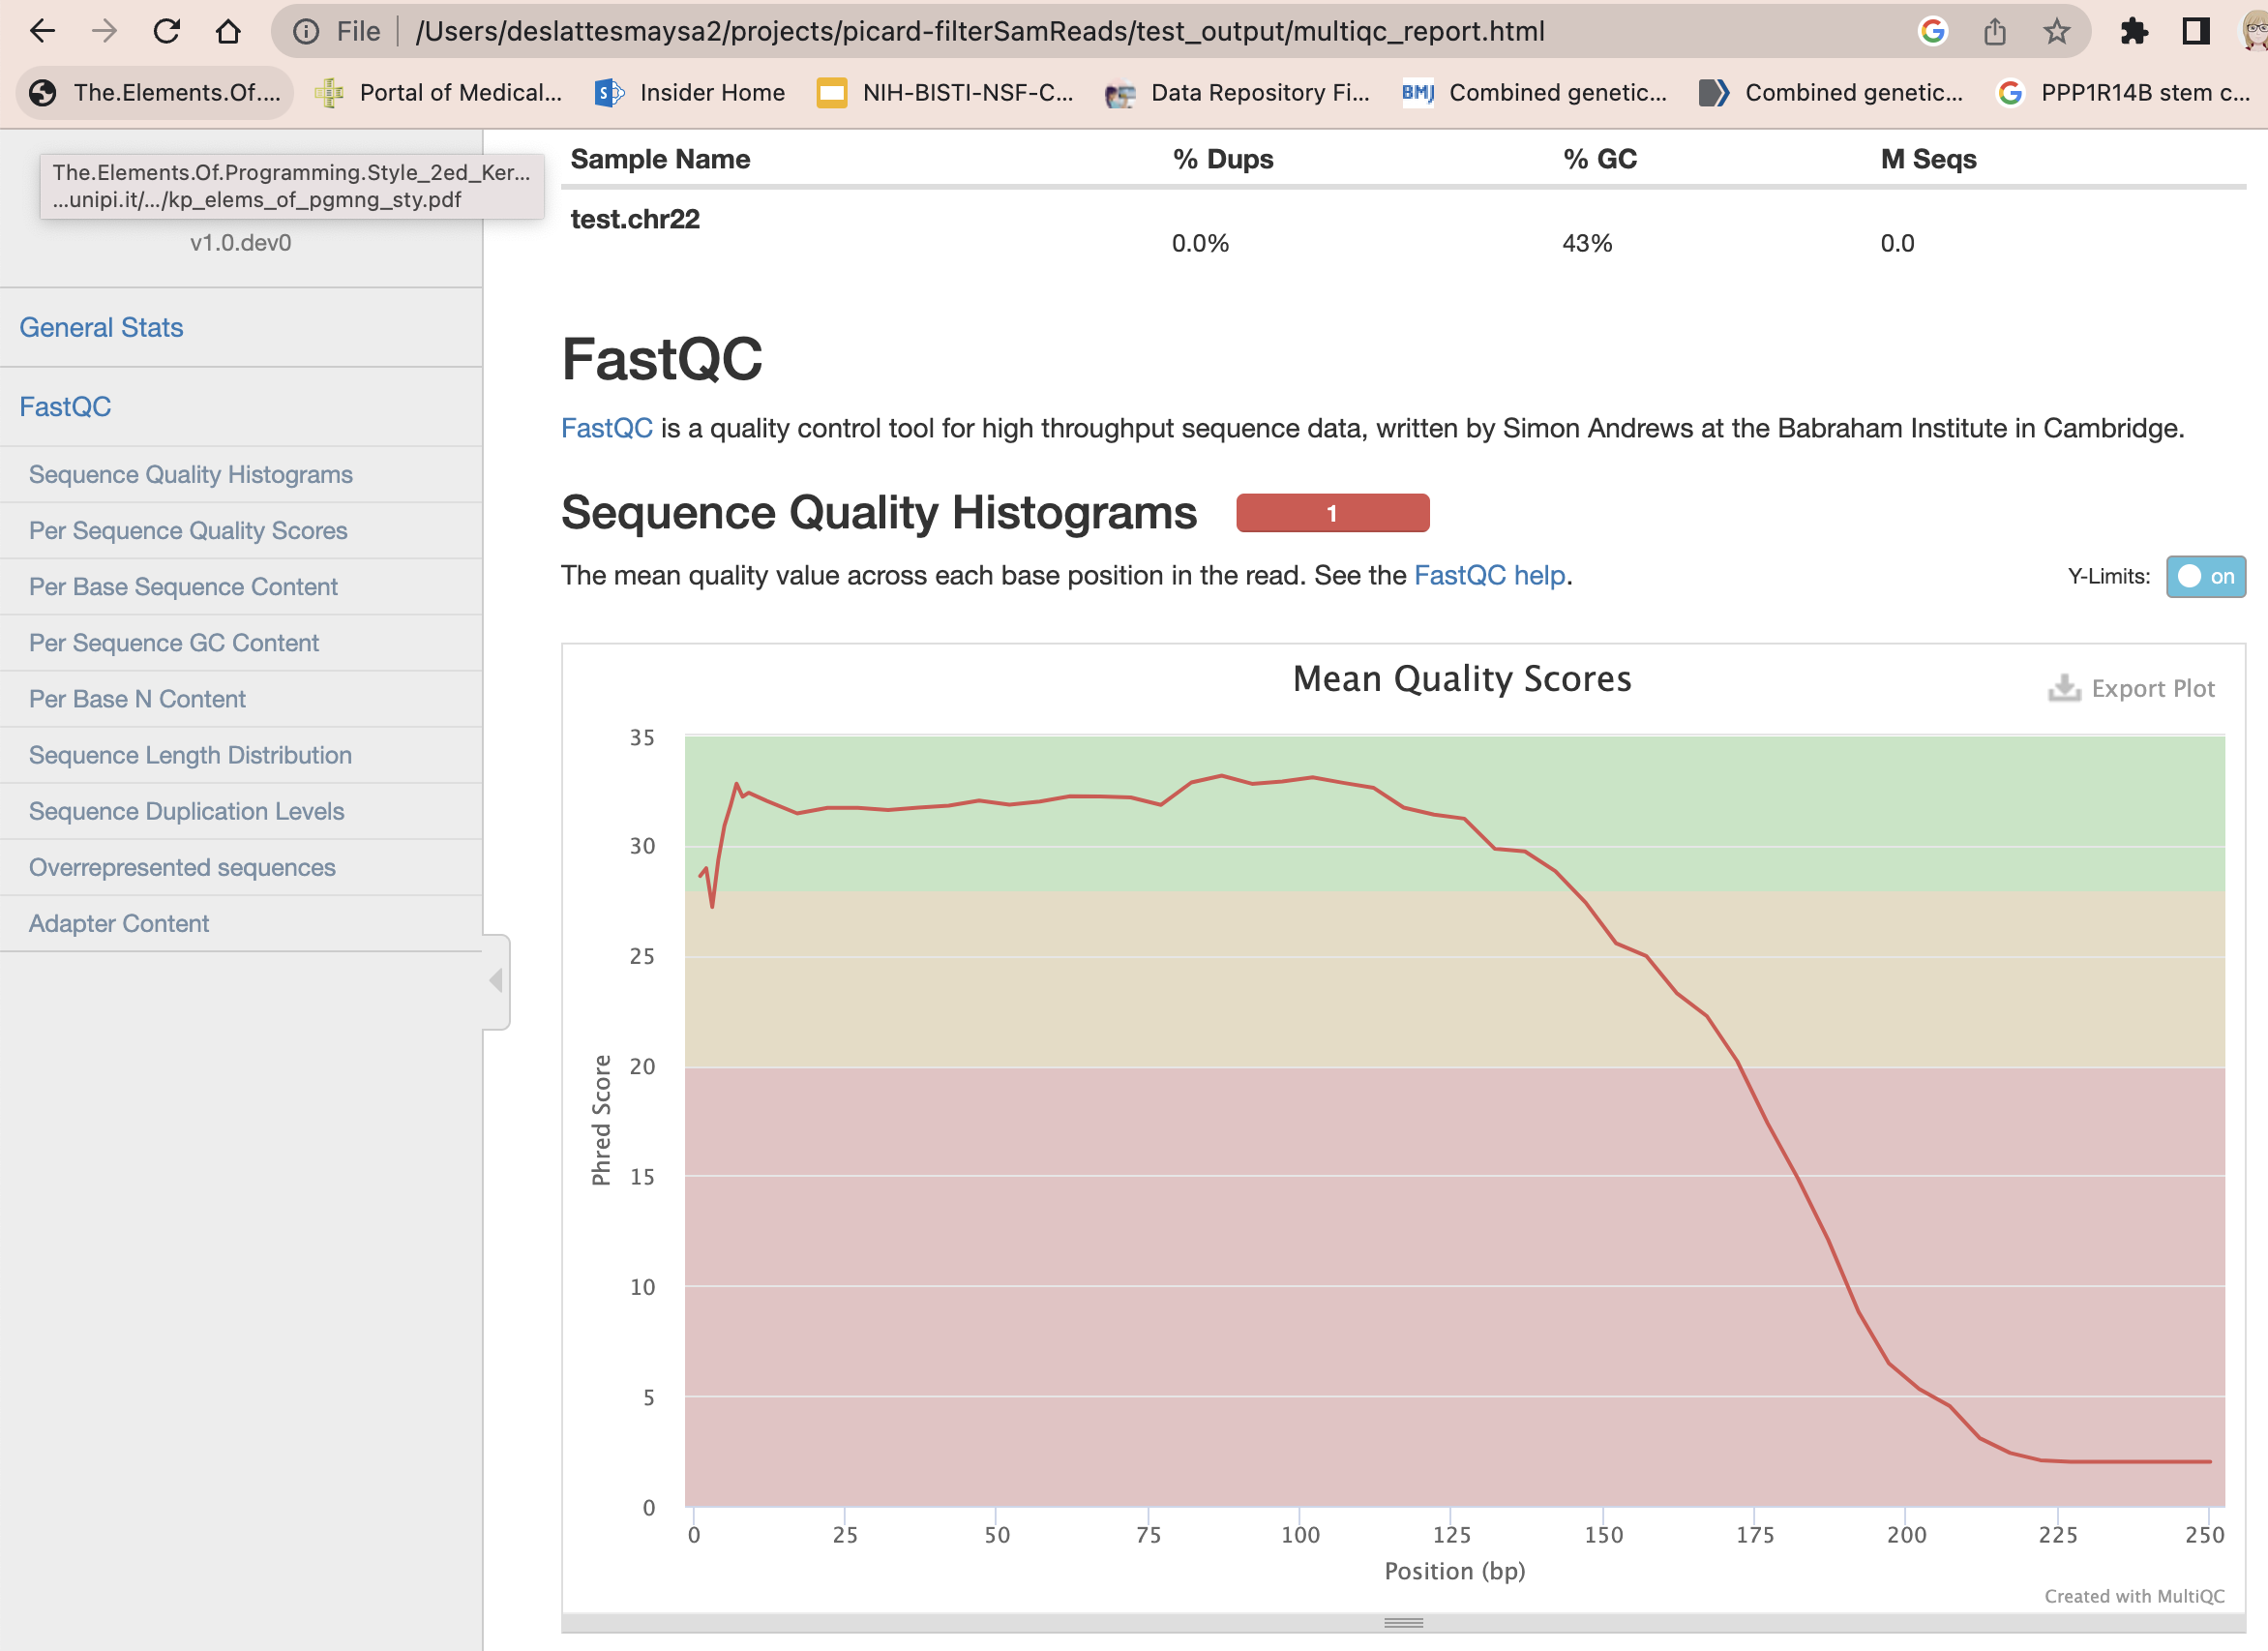 File /Users/deslattesmaysa2/projects/picard-filterSamReads/test_output/multiqc_report.html
The.Elements.Of.... Portal of Medical... Insider Home NIH-BISTI-NSF-C... Data Repository Fi... BMJ Combined genetic... Combined genetic... PPP1R14B stem c...
The.Elements.Of.Programming.Style_2ed_Ker...
...unipi.it/.../kp_elems_of_pgmng_sty.pdf
v1.0.dev0
General Stats
FastQC
Sequence Quality Histograms
Per Sequence Quality Scores
Per Base Sequence Content
Per Sequence GC Content
Per Base N Content
Sequence Length Distribution
Sequence Duplication Levels
Overrepresented sequences
Adapter Content
Sample Name % Dups % GC M Seqs
test.chr22 0.0% 43% 0.0
FastQC
FastQC is a quality control tool for high throughput sequence data, written by Simon Andrews at the Babraham Institute in Cambridge.
Sequence Quality Histograms 1
The mean quality value across each base position in the read. See the FastQC help.
Y-Limits: on
Mean Quality Scores
Export Plot
Phred Score
35
30
25
20
15
10
5
0
0 25 50 75 100 125 150 175 200 225 250
Position (bp)
Created with MultiQC